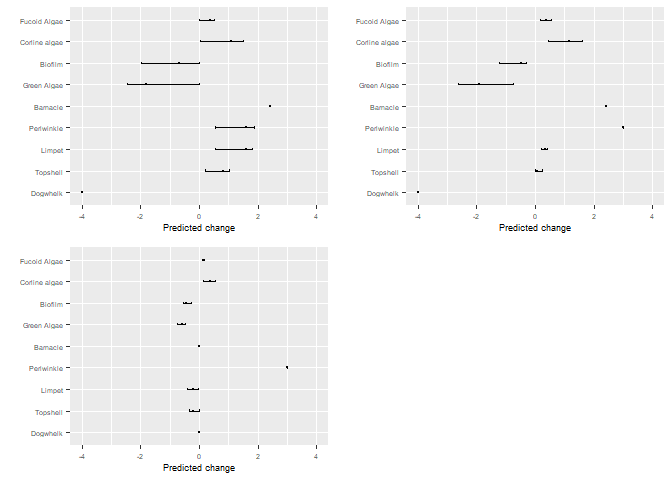 Fucoid Algae
Corline algae
Biofilm
Green Algae
Barnacle
Periwinkle
Limpet
Topshell
Dogwhelk
-4 -2 0 2 4
Predicted change
Fucoid Algae
Corline algae
Biofilm
Green Algae
Barnacle
Periwinkle
Limpet
Topshell
Dogwhelk
-4 -2 0 2 4
Predicted change
Fucoid Algae
Corline algae
Biofilm
Green Algae
Barnacle
Periwinkle
Limpet
Topshell
Dogwhelk
-4 -2 0 2 4
Predicted change